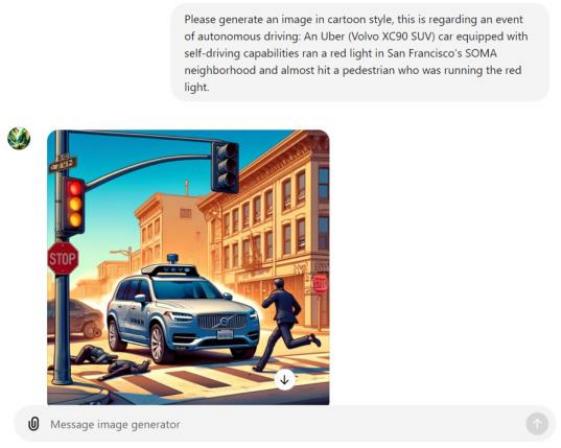 Please generate an image in cartoon style, this is regarding an event
of autonomous driving: An Uber (Volvo XC90 SUV) car equipped with
self-driving capabilities ran a red light in San Francisco's SOMA
neighborhood and almost hit a pedestrian who was running the red
light.
STOP
Message image generator